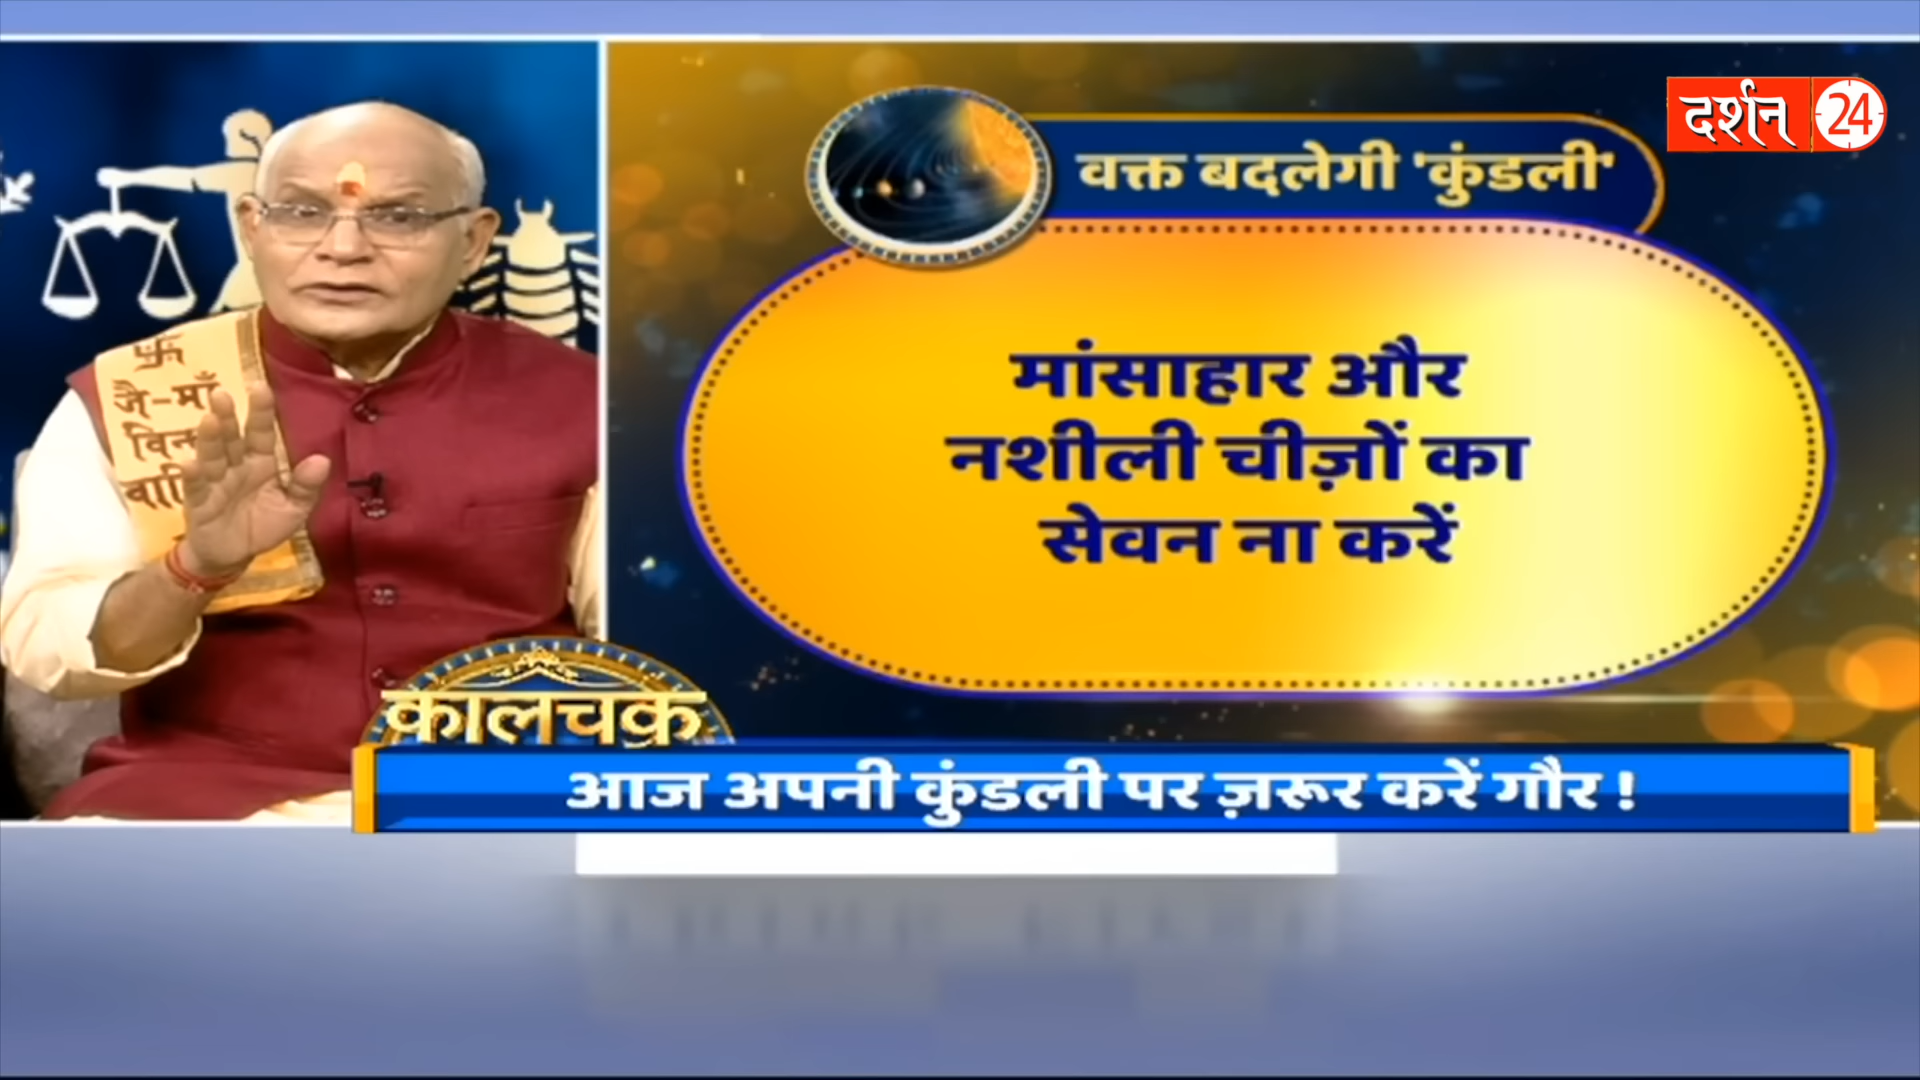 दर्शन 24
वक्त बदलेगी 'कुंडली'
मांसाहार और
नशीली चीज़ों का
सेवन ना करें
जै-माँ
कालचक्र
आज अपनी कुंडली पर ज़रूर करें गौर !